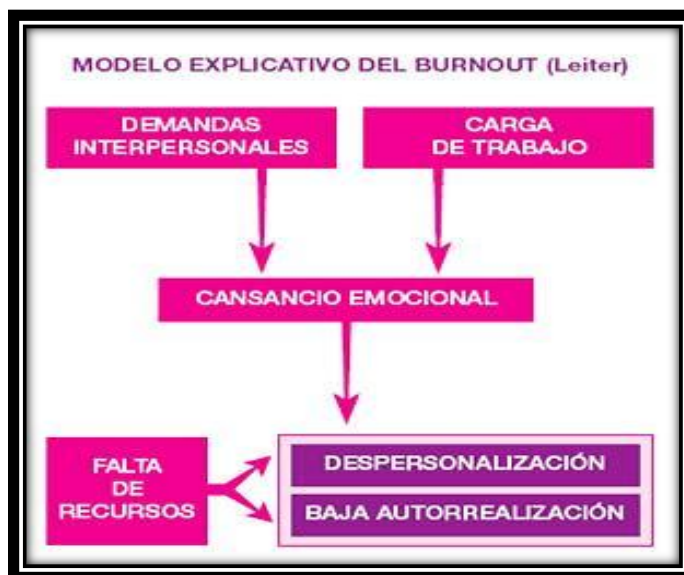 MODELO EXPLICATIVO DEL BURNOUT (Leiter)
DEMANDAS
INTERPERSONALES
CARGA
DE TRABAJO
CANSANCIO EMOCIONAL
FALTA
DE
RECURSOS
DESPERSONALIZACIÓN
BAJA AUTORREALIZACIÓN